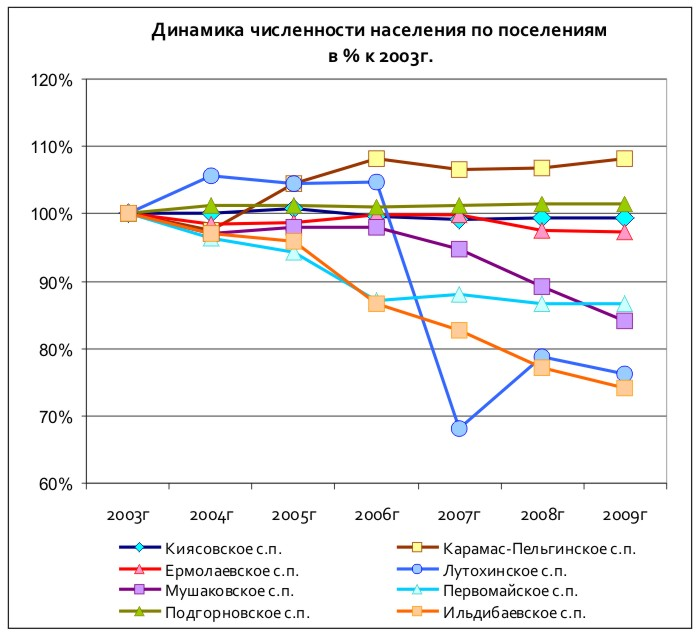 Динамика численности населения по поселениям
в % к 2003г.
120%
110%
100%
90%
80%
70%
60%
2003г 2004г 2005г 2006г 2007г 2008г 2009г
Киясовское с.п. Карамас-Пельгинское с.п.
Ермолаевское с.п. Лутохинское с.п.
Мушаковское с.п. Первомайское с.п.
Подгорновское с.п. Ильдибаевское с.п.